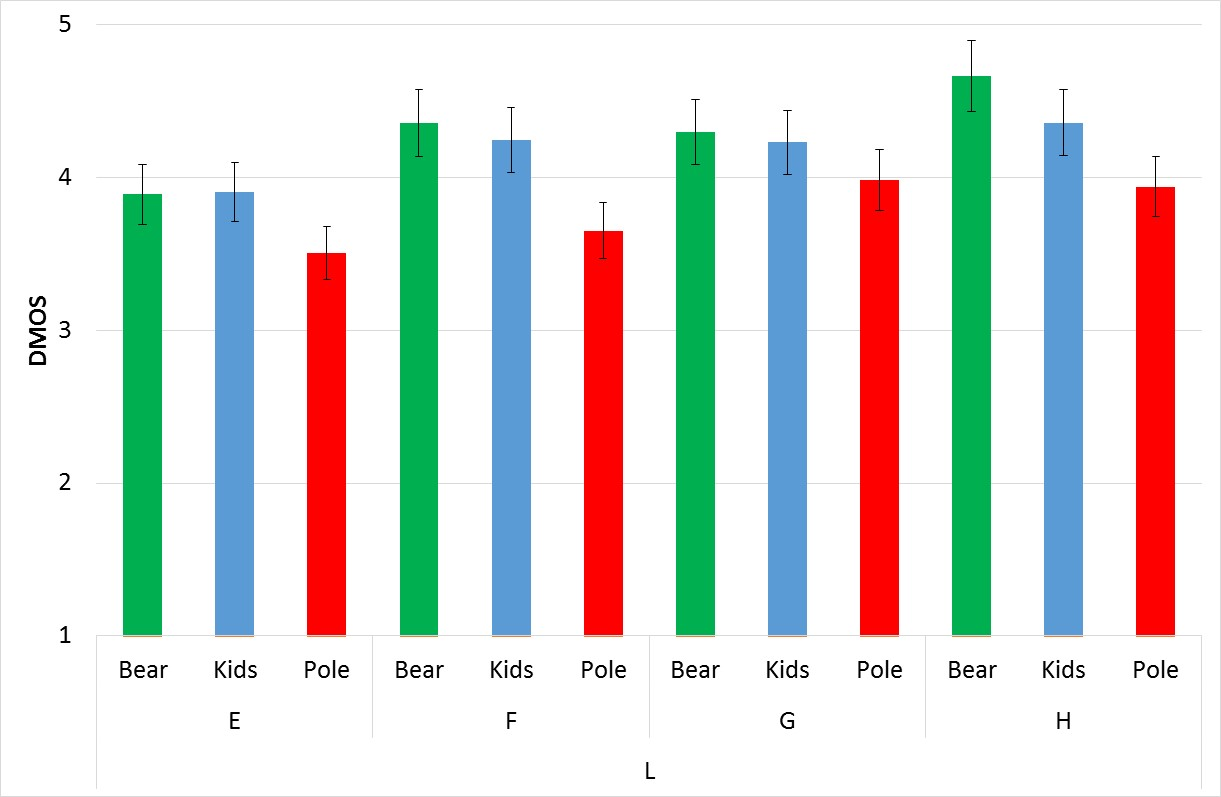 5
4
3
2
1
DMOS
Bear Kids Pole Bear Kids Pole Bear Kids Pole Bear Kids Pole
E F G H
L